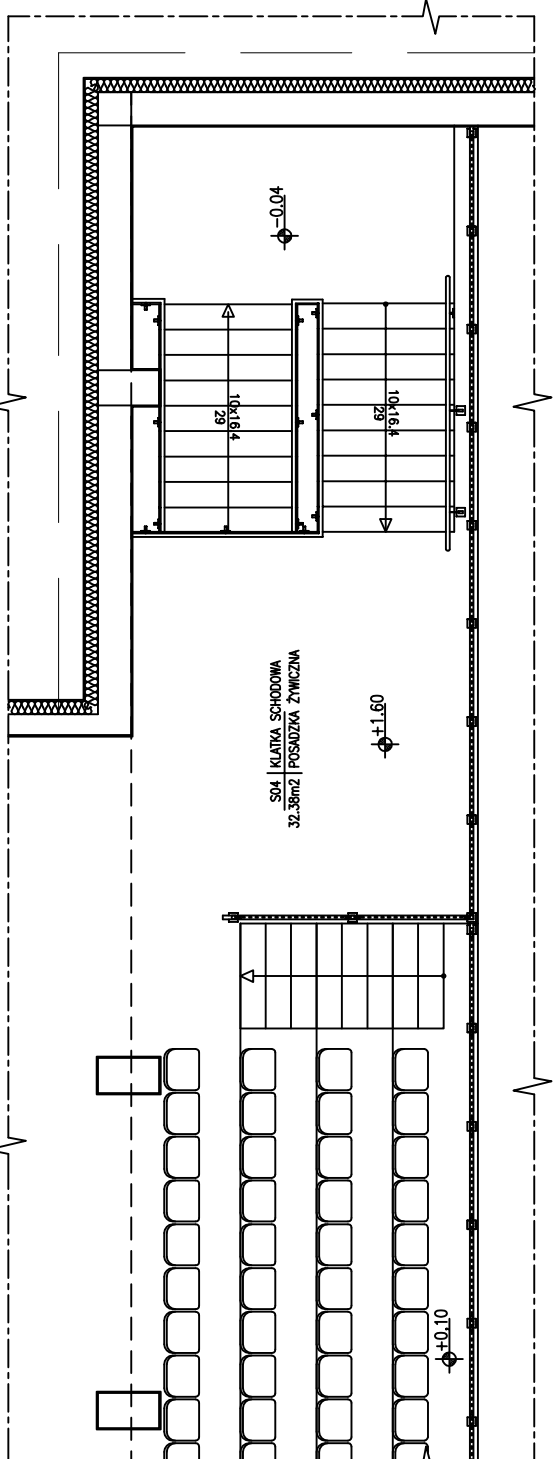 -0.04
10x16.4
29
10x16.4
29
S04 KLATKA SCHODOWA
32.38m2 POSADZKA ŻYWICZNA
+1.60
+0.10